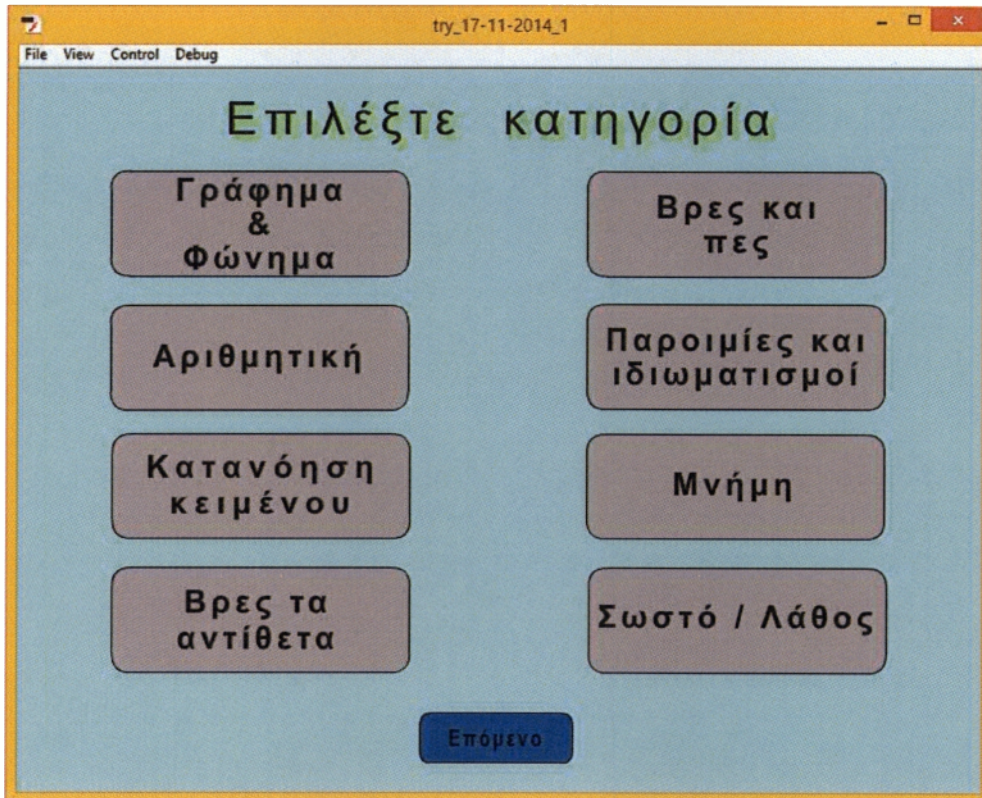 try_17-11-2014_1
File View Control Debug
Επιλέξτε κατηγορία
Γράφημα
&
Φώνημα
Βρες και
πες
Αριθμητική
Παροιμίες και
ιδιωματισμοί
Κατανόηση
κειμένου
Μνήμη
Βρες τα
αντίθετα
Σωστό / Λάθος
Επόμενο